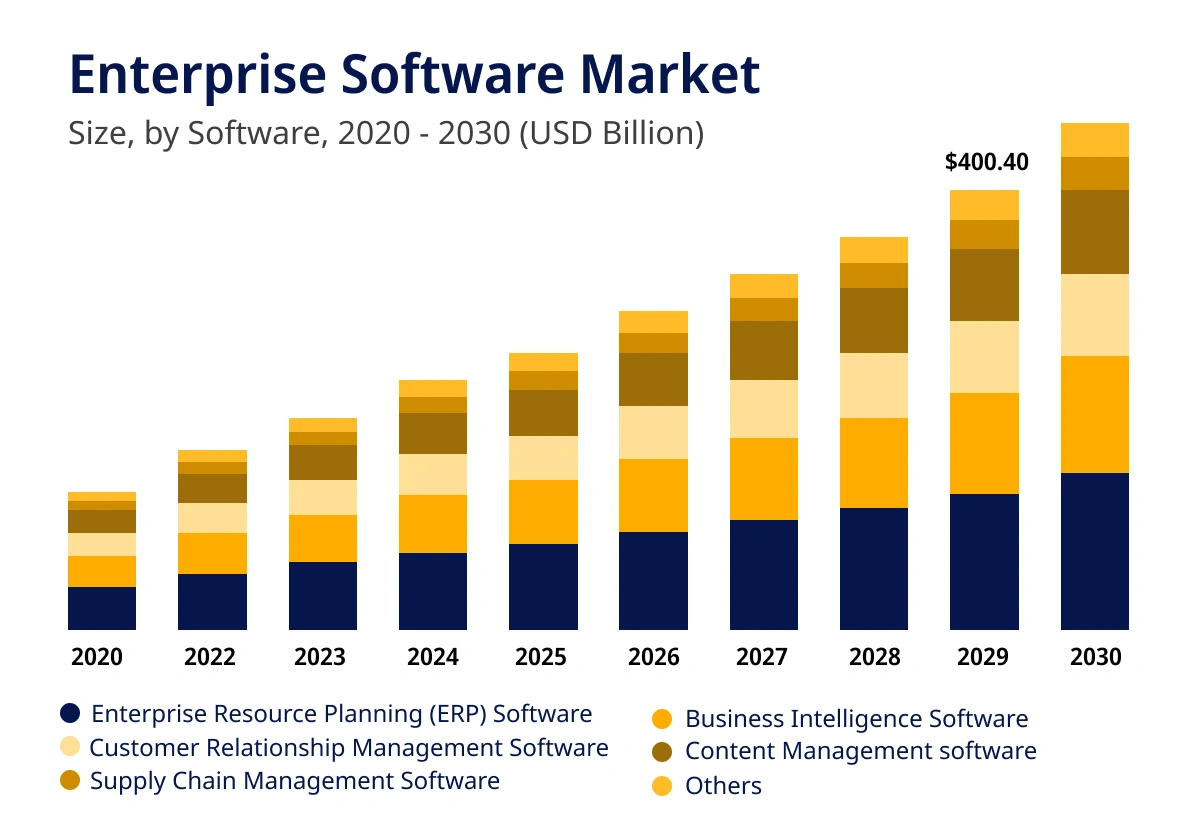 Enterprise Software Market
Size, by Software, 2020 - 2030 (USD Billion)
$400.40
2020 2022 2023 2024 2025 2026 2027 2028 2029 2030
Enterprise Resource Planning (ERP) Software
Customer Relationship Management Software
Supply Chain Management Software
Business Intelligence Software
Content Management software
Others